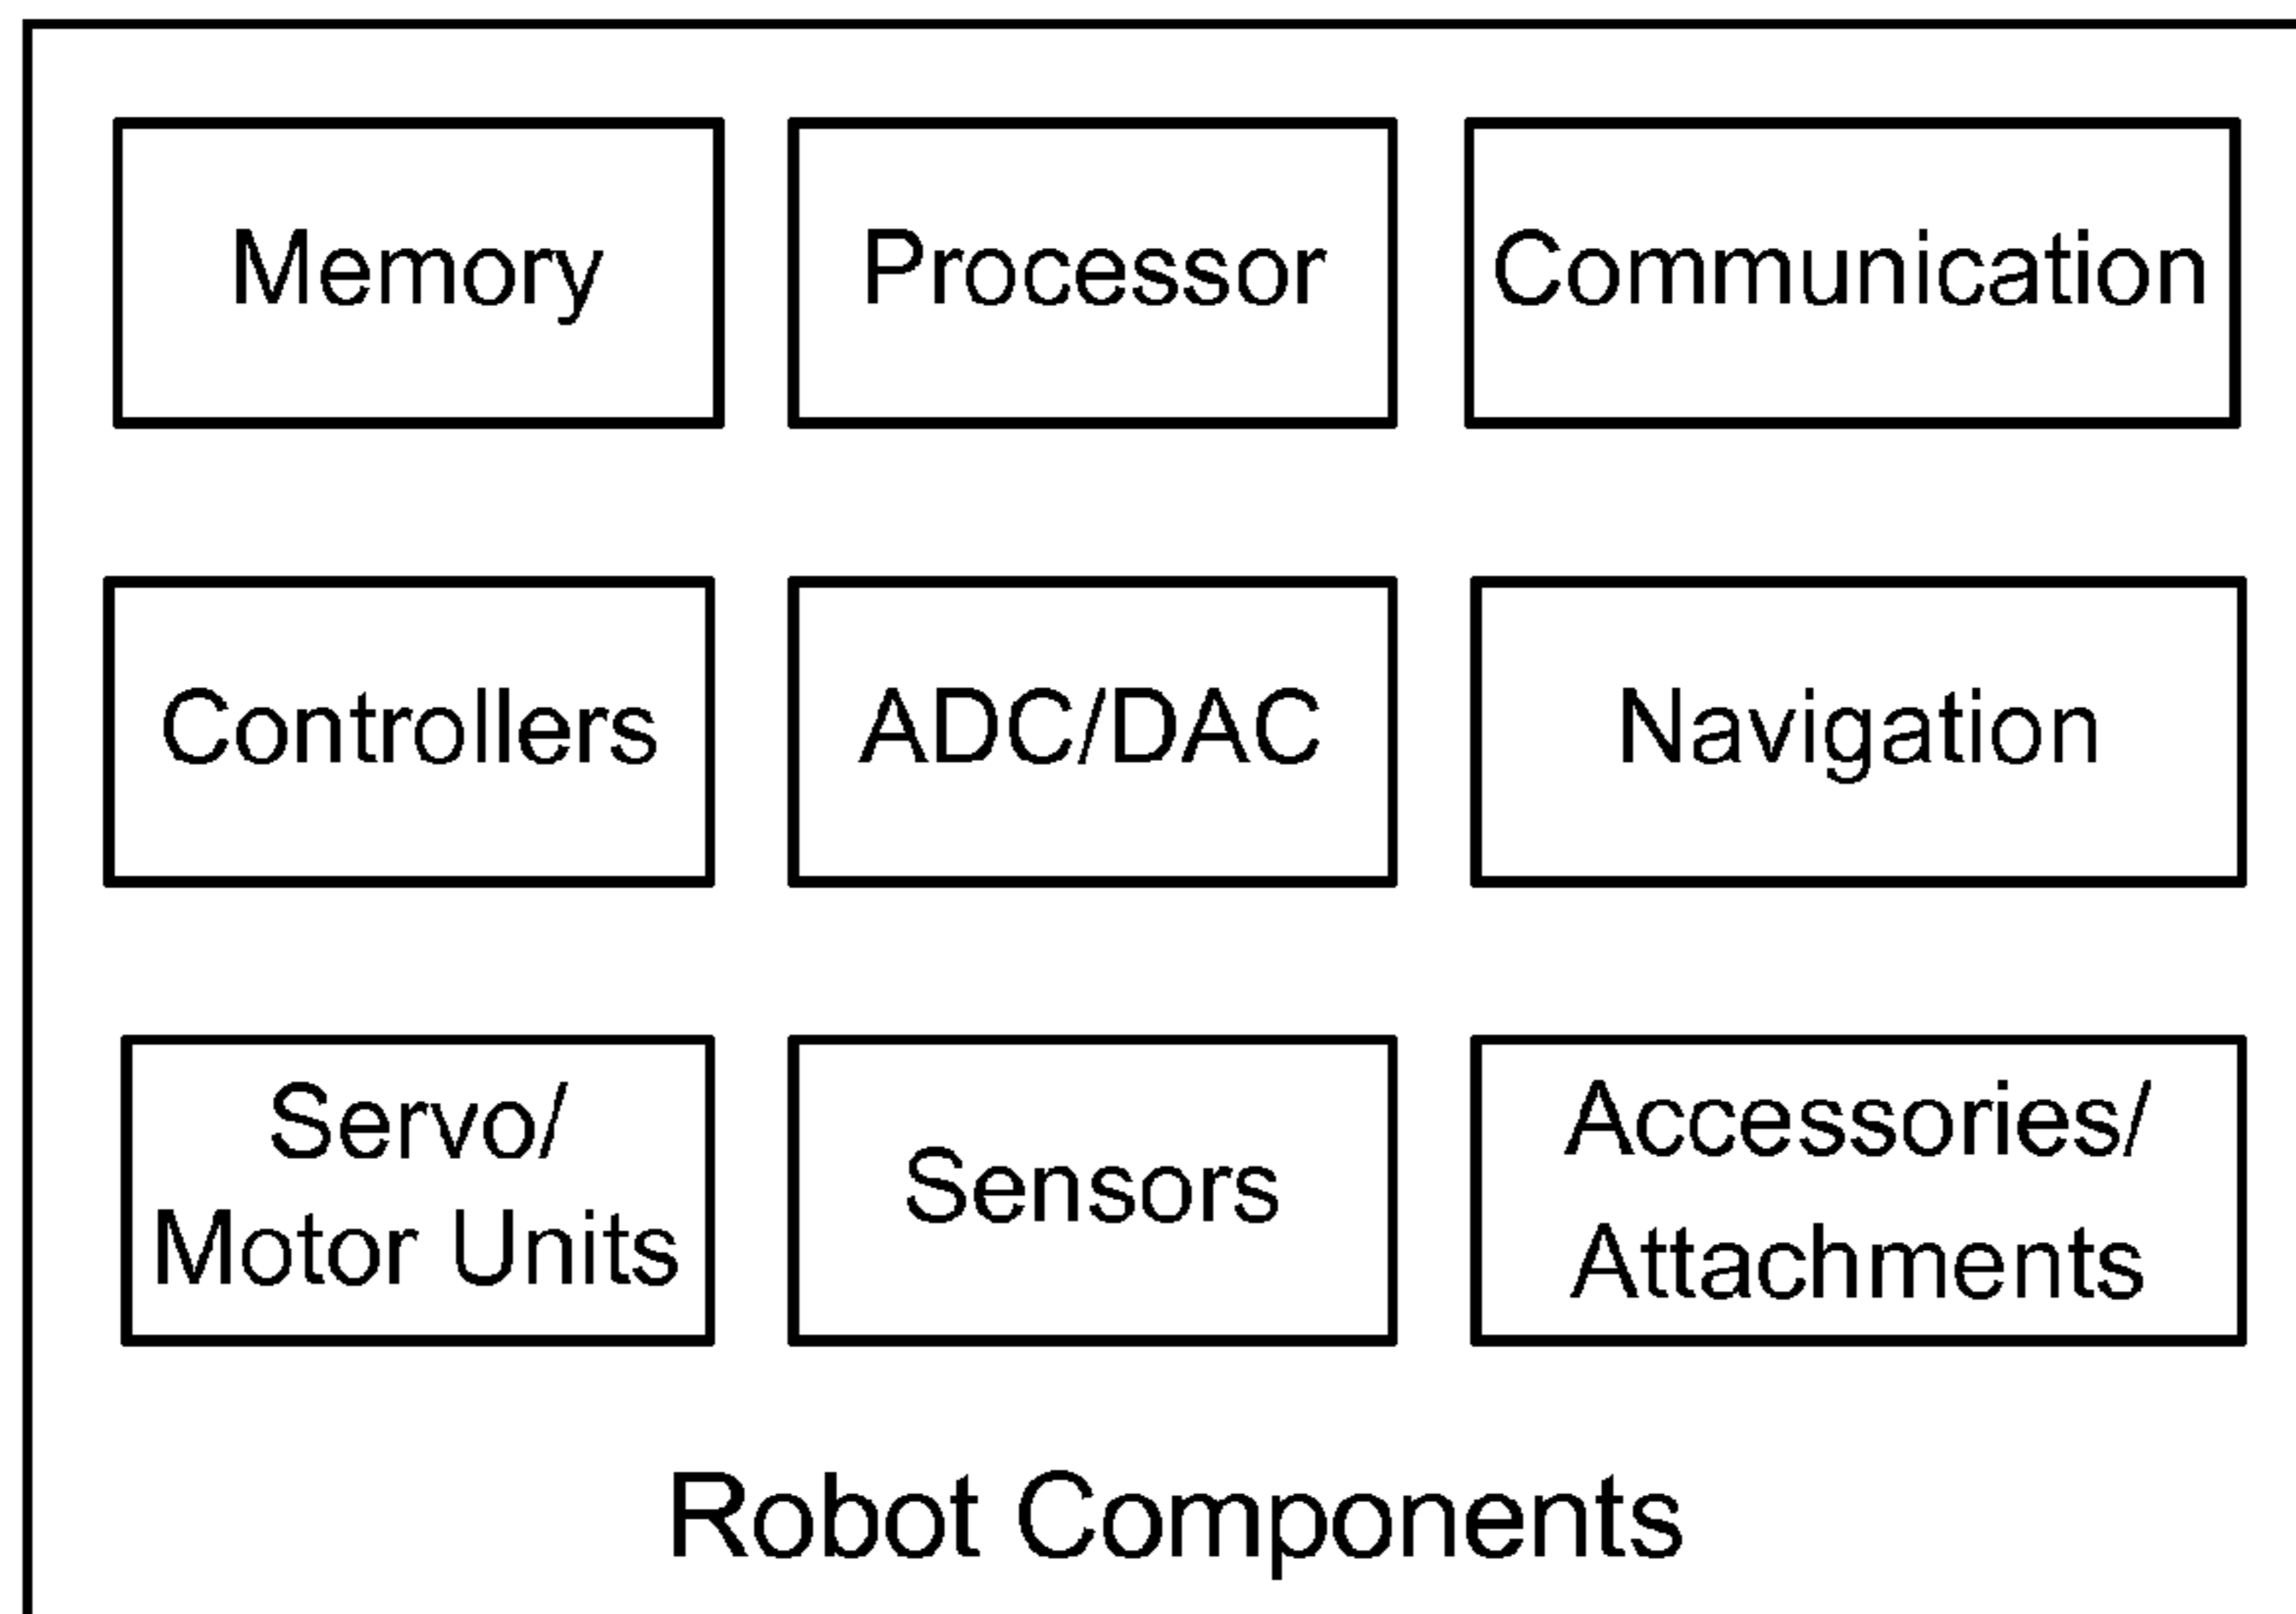 Memory
Processor
Communication
Controllers
ADC/DAC
Navigation
Servo/
Motor Units
Sensors
Accessories/
Attachments
Robot Components